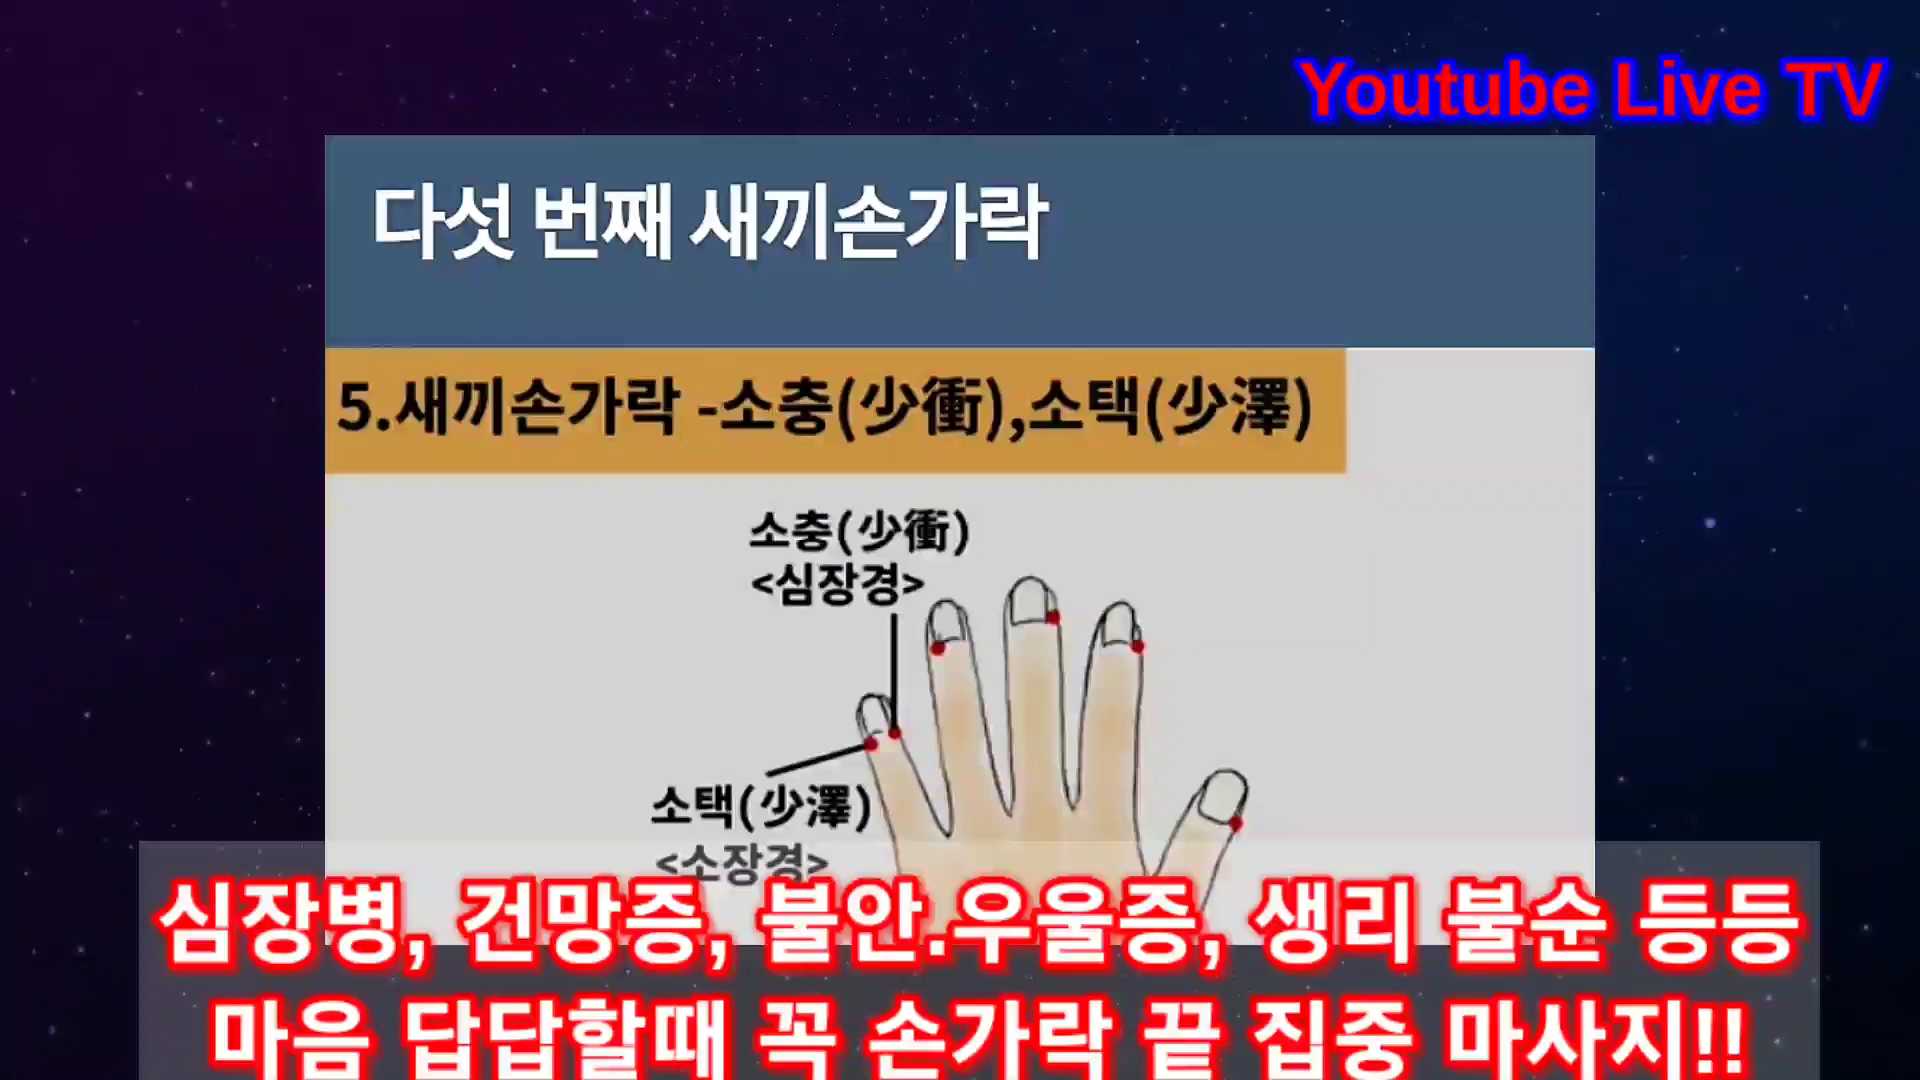 Youtube Live TV
다섯 번째 새끼손가락
5.새끼손가락 -소충(少衝),소택(少澤)
소충(少衝)
<심장경>
소택(少澤)
<소장경>
심장병, 건망증, 불안.우울증, 생리 불순 등등
마음 답답할때 꼭 손가락 끝 집중 마사지!!